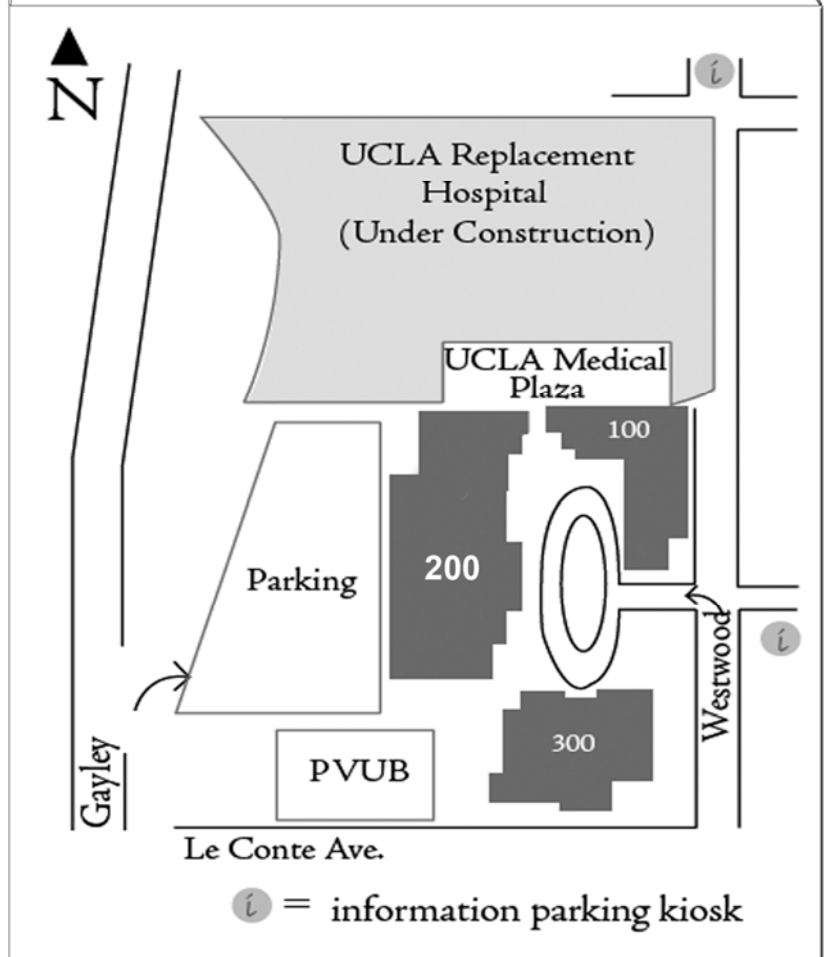 N
i
UCLA Replacement
Hospital
(Under Construction)
UCLA Medical
Plaza
100
200
Parking
i
Westwood
300
Gayley
PVUB
Le Conte Ave.
i = information parking kiosk